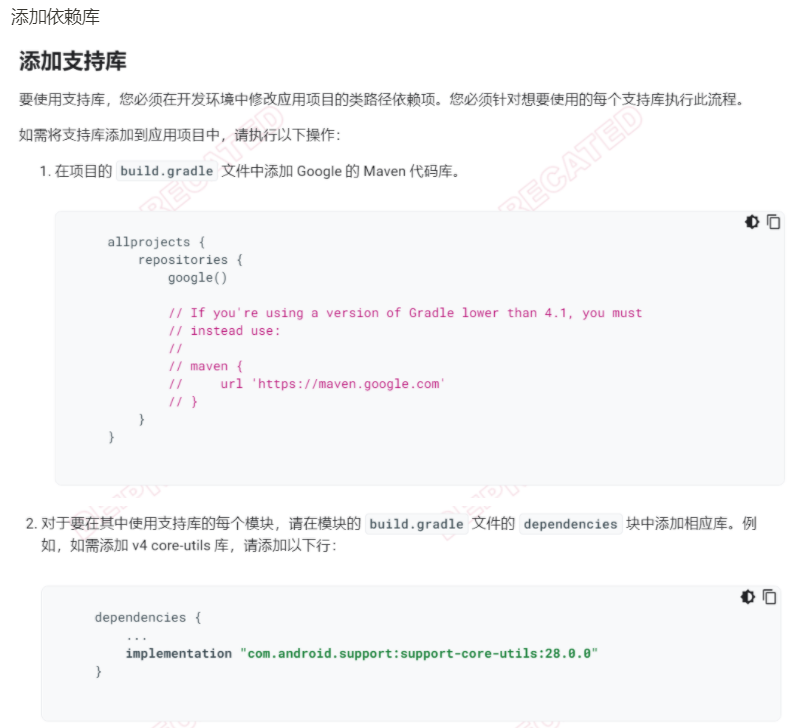 添加依赖库
添加支持库
要使用支持库，您必须在开发环境中修改应用项目的类路径依赖项。您必须针对想要使用的每个支持库执行此流程。
如需将支持库添加到应用项目中，请执行以下操作：
1. 在项目的 build.gradle 文件中添加 Google 的 Maven 代码库。
allprojects {
    repositories {
        google()
        // If you're using a version of Gradle lower than 4.1, you must
        // instead use:
        //
        // maven {
        //     url 'https://maven.google.com'
        // }
    }
}
2. 对于要在其中使用支持库的每个模块，请在模块的 build.gradle 文件的 dependencies 块中添加相应库。例
如，如需添加 v4 core-utils 库，请添加以下行：
dependencies {
    ...
    implementation "com.android.support:support-core-utils:28.0.0"
}